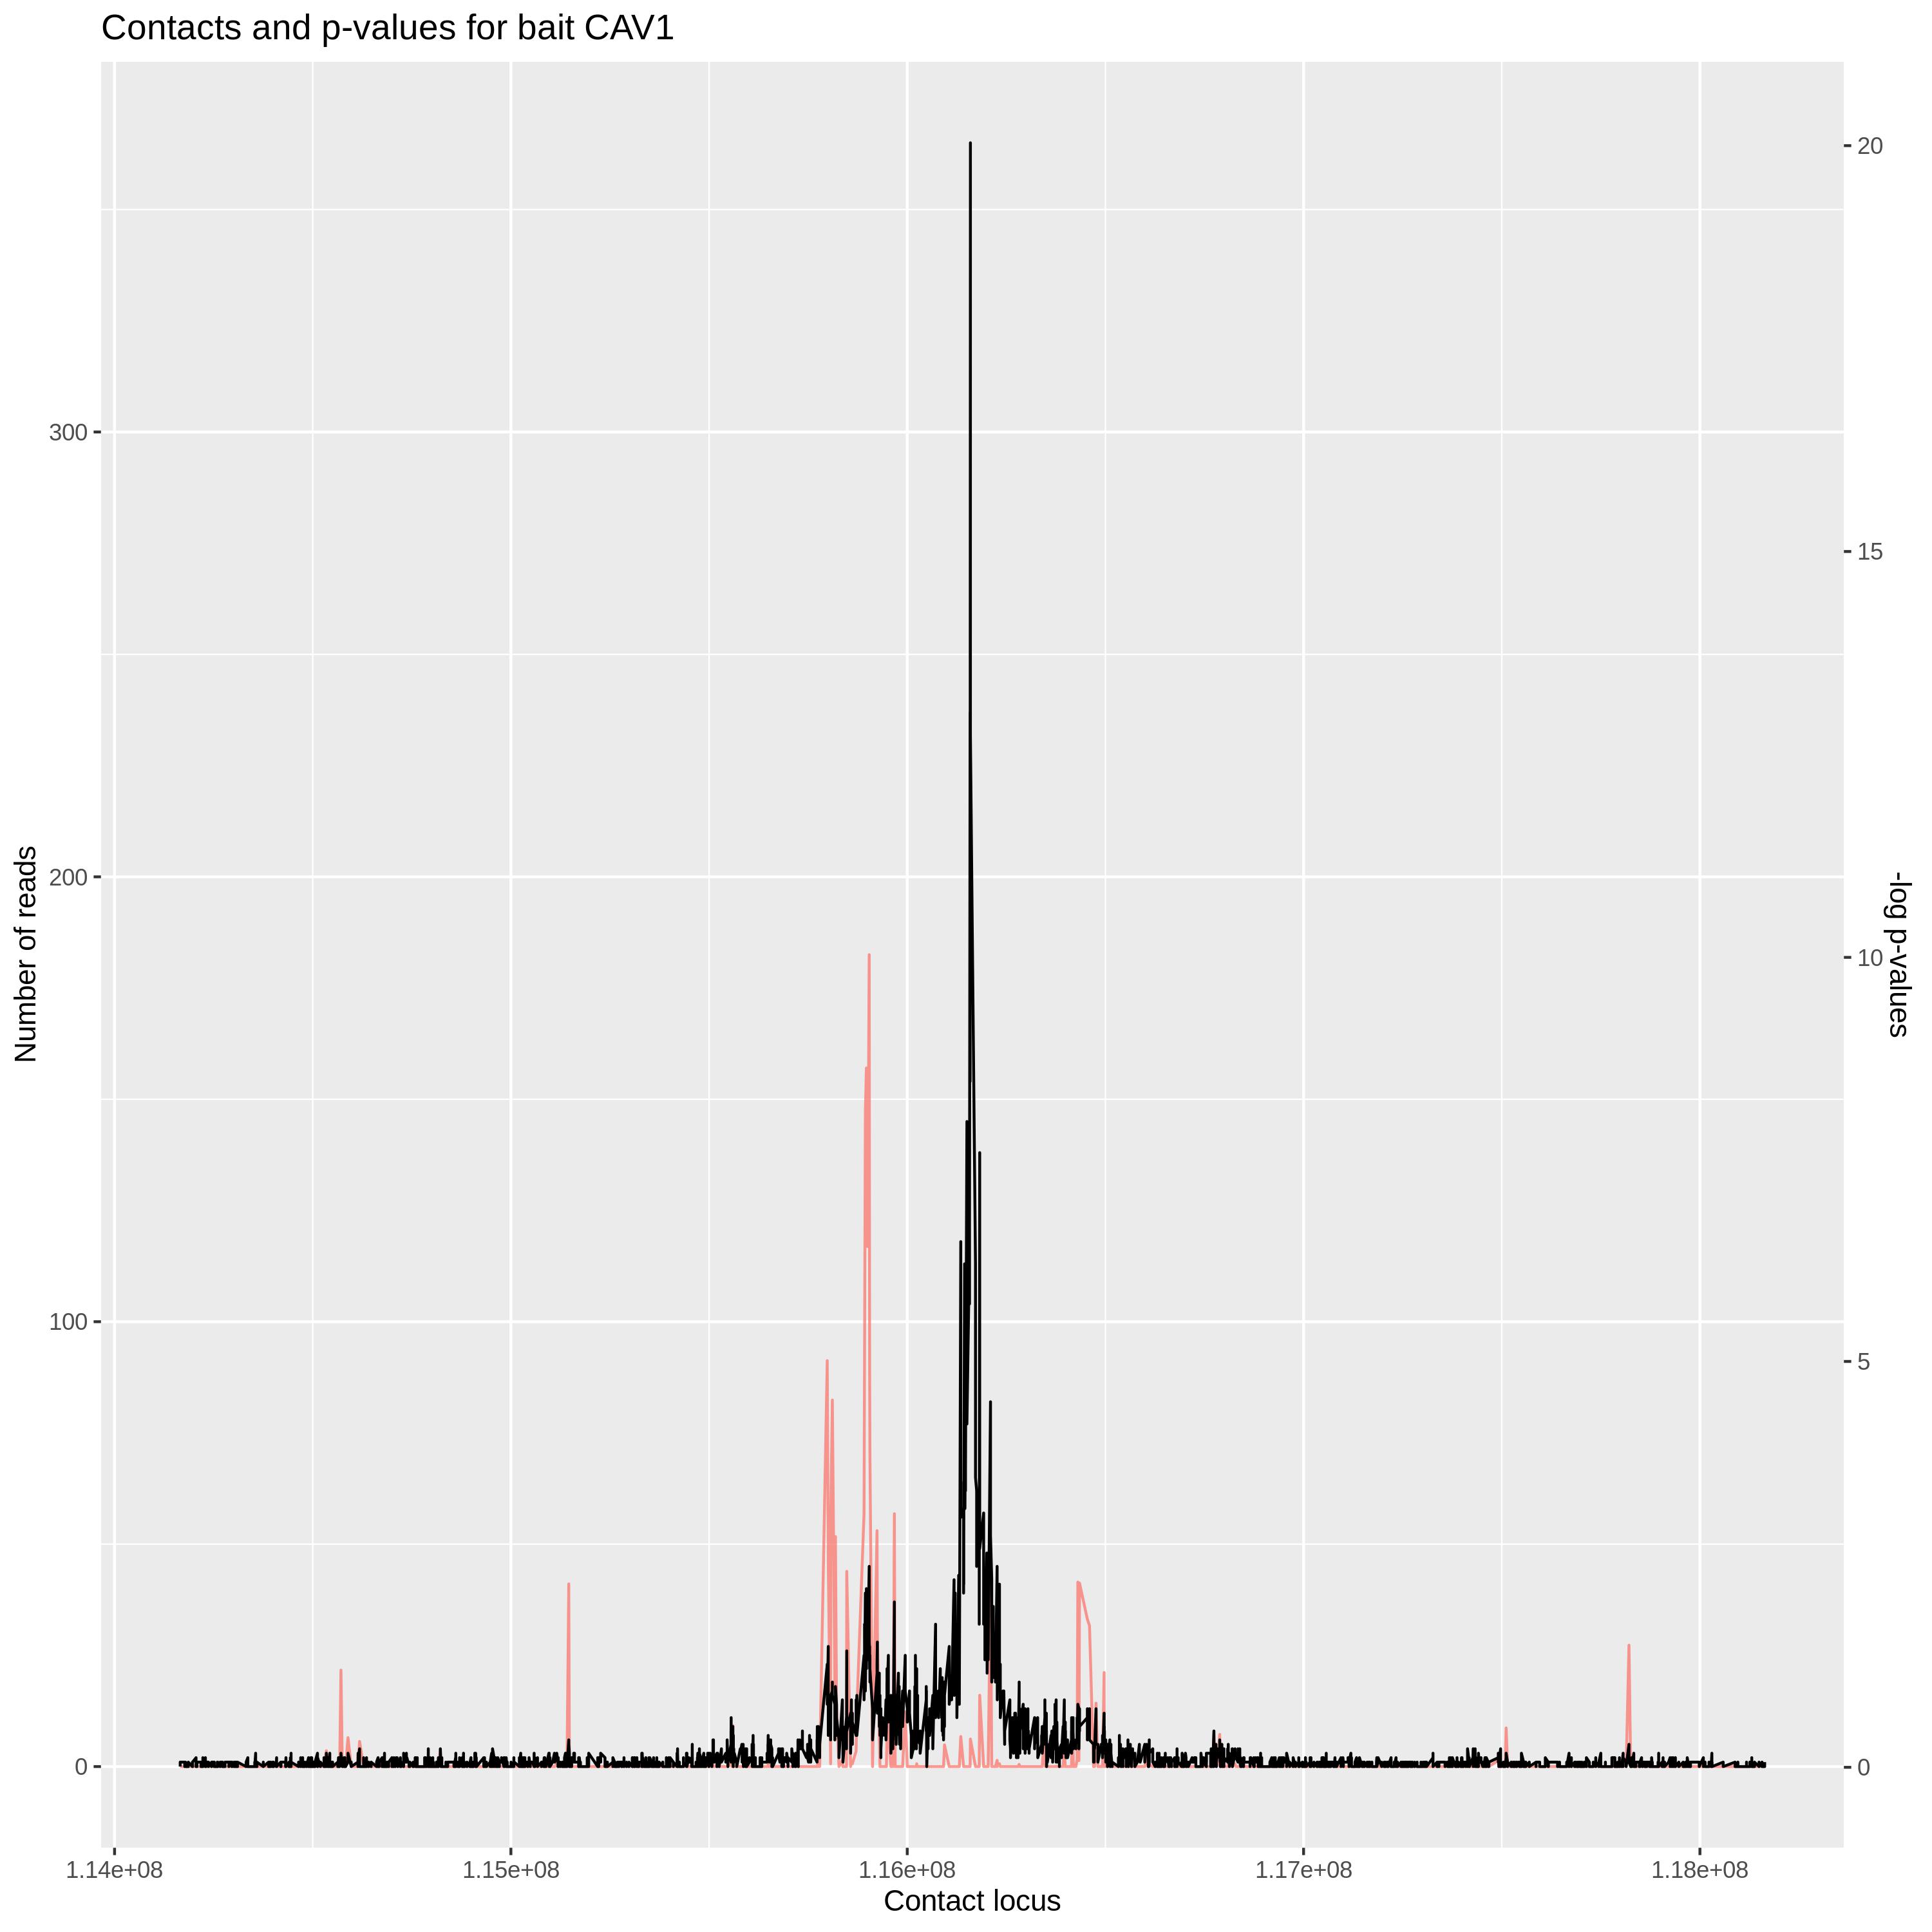 Contacts and p-values for bait CAV1
Number of reads
300
200
100
0
20
15
10
5
0
-log p-values
1.14e+08
1.15e+08
1.16e+08
1.17e+08
1.18e+08
Contact locus